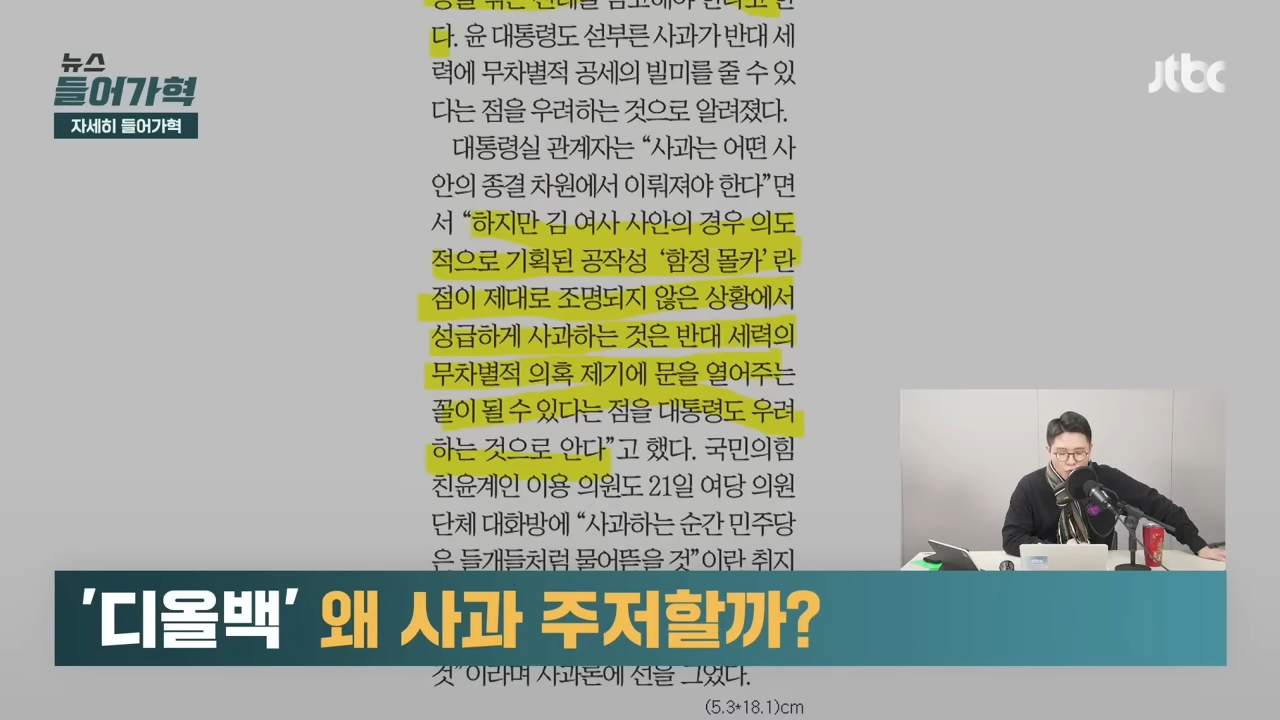 뉴스
들어가혁
자세히 들어가혁
jtbc
다. 윤 대통령도 섣부른 사과가 반대 세
력에 무차별적 공세의 빌미를 줄 수 있
다는 점을 우려하는 것으로 알려졌다.
대통령실 관계자는 “사과는 어떤 사
안의 종결 차원에서 이뤄져야 한다”면
서 “하지만 김 여사 사안의 경우 의도
적으로 기획된 공작성 ‘함정 몰카’란
점이 제대로 조명되지 않은 상황에서
성급하게 사과하는 것은 반대 세력의
무차별적 의혹 제기에 문을 열어주는
꼴이 될 수 있다는 점을 대통령도 우려
하는 것으로 안다”고 했다. 국민의힘
친윤계인 이용 의원도 21일 여당 의원
단체 대화방에 “사과하는 순간 민주당
은 들개들처럼 물어뜯을 것”이란 취지
'디올백' 왜 사과 주저할까?
것”이라며 사과론에 선을 그었다.
(5.3*18.1)cm